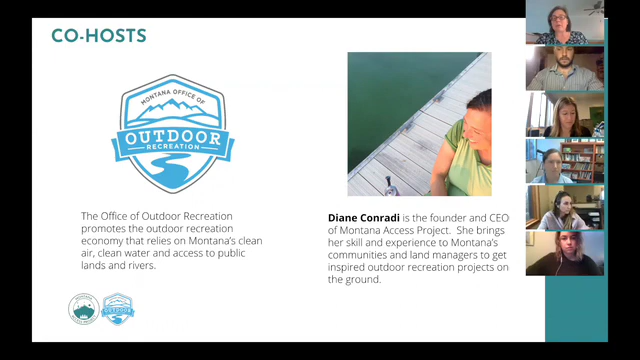 CO-HOSTS
MONTANA OFFICE OF
OUTDOOR
RECREATION
The Office of Outdoor Recreation
promotes the outdoor recreation
economy that relies on Montana's clean
air, clean water and access to public
lands and rivers.
Diane Conradi is the founder and CEO
of Montana Access Project. She brings
her skill and experience to Montana's
communities and land managers to get
inspired outdoor recreation projects on
the ground.
OUTDOOR